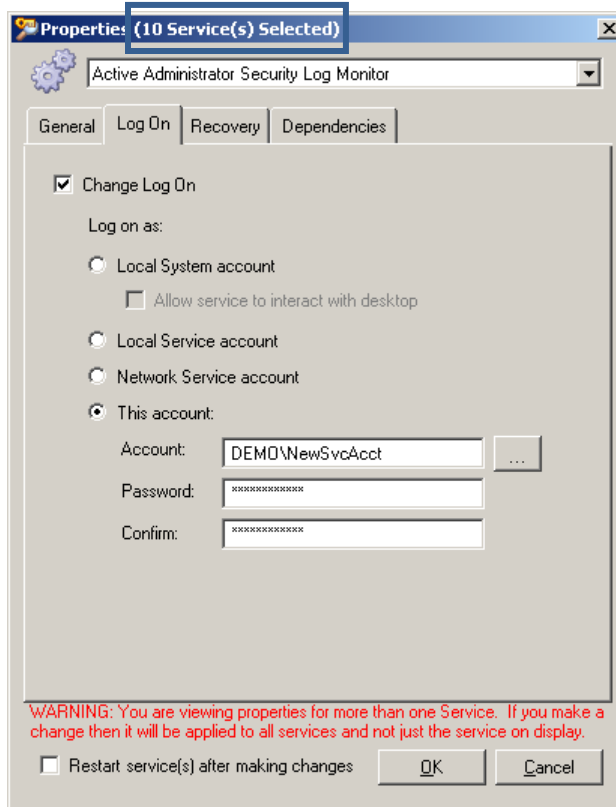 Properties (10 Service(s) Selected)
Active Administrator Security Log Monitor
General Log On Recovery Dependencies
Change Log On
Log on as:
Local System account
Allow service to interact with desktop
Local Service account
Network Service account
This account:
Account: DEMO\NewSvcAcct ...
Password: ************
Confirm: ************
WARNING: You are viewing properties for more than one Service. If you make a
change then it will be applied to all services and not just the service on display.
Restart service(s) after making changes OK Cancel